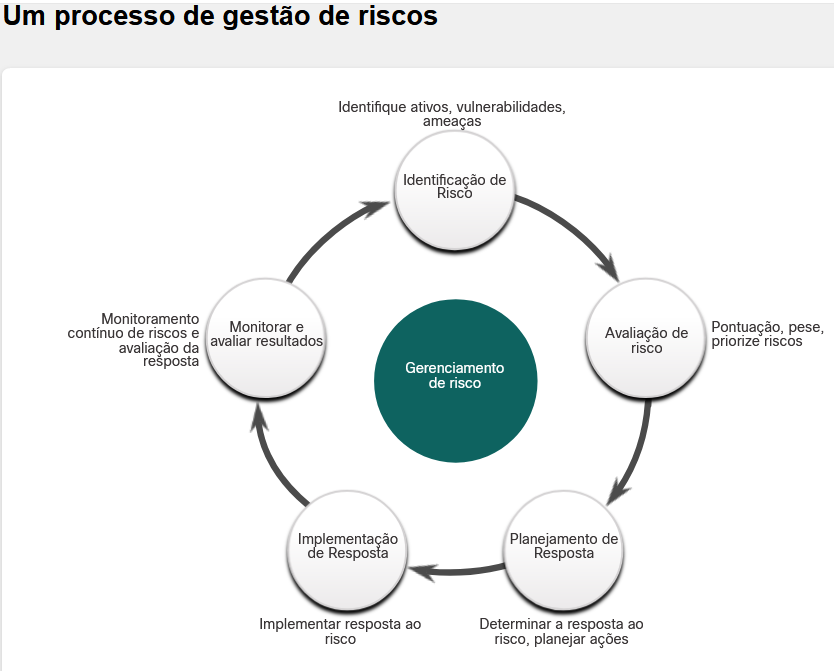 Um processo de gestão de riscos
Identifique ativos, vulnerabilidades,
ameaças
Identificação de
Risco
Avaliação de
risco
Pontuação, pese,
priorize riscos
Planejamento de
Resposta
Determinar a resposta ao
risco, planejar ações
Implementação
de Resposta
Implementar resposta ao
risco
Monitorar e
avaliar resultados
Monitoramento
contínuo de riscos e
avaliação da
resposta
Gerenciamento
de risco